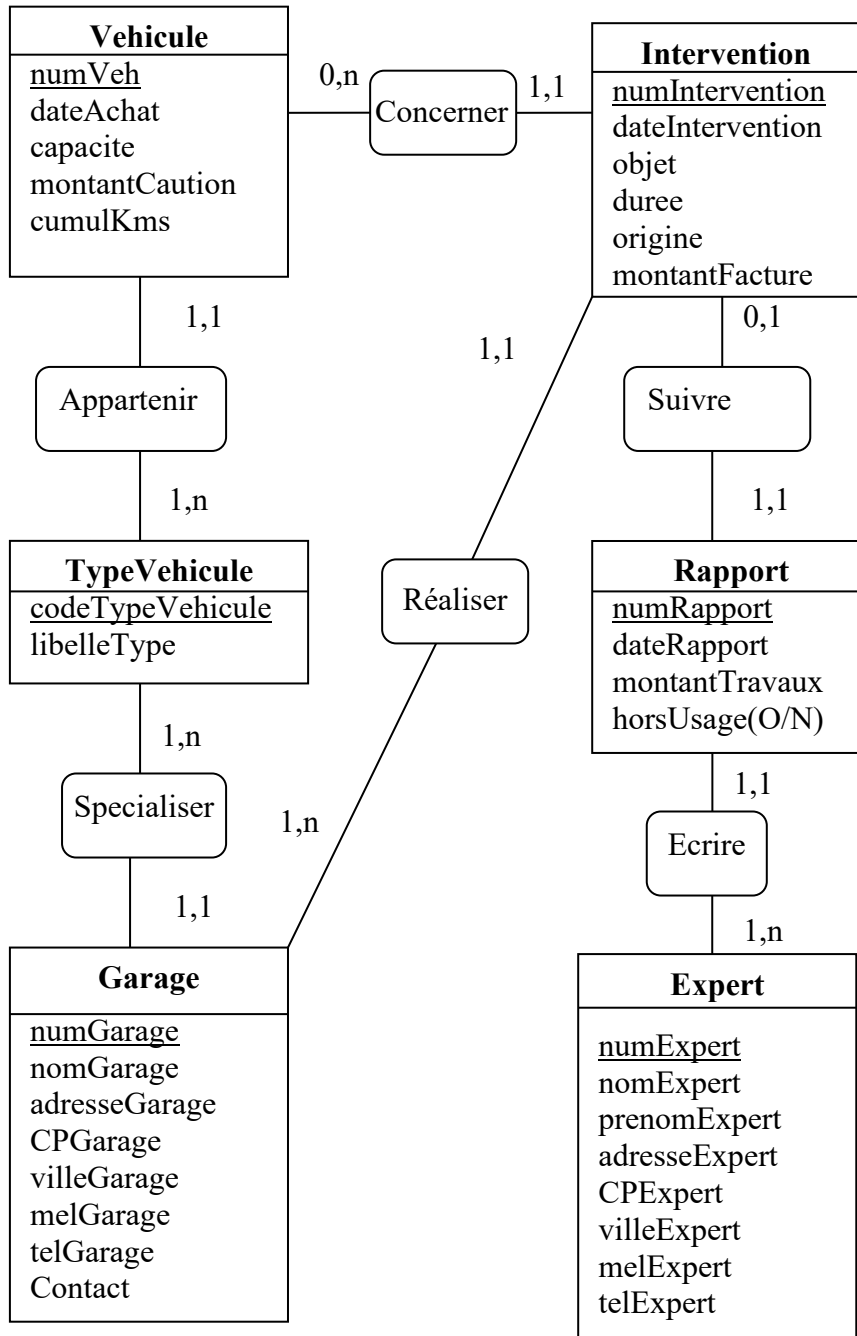 Vehicule
numVeh
dateAchat
capacite
montantCaution
cumulKms
0,n
Concerner
1,1
Intervention
numIntervention
dateIntervention
objet
duree
origine
montantFacture
1,1
Appartenir
1,n
1,1
0,1
Suivre
1,1
TypeVehicule
codeTypeVehicule
libelleType
Réaliser
Rapport
numRapport
dateRapport
montantTravaux
horsUsage(O/N)
1,n
Specialiser
1,1
1,n
1,1
Ecrire
1,n
Garage
numGarage
nomGarage
adresseGarage
CPGarage
villeGarage
melGarage
telGarage
Contact
Expert
numExpert
nomExpert
prenomExpert
adresseExpert
CPExpert
villeExpert
melExpert
telExpert